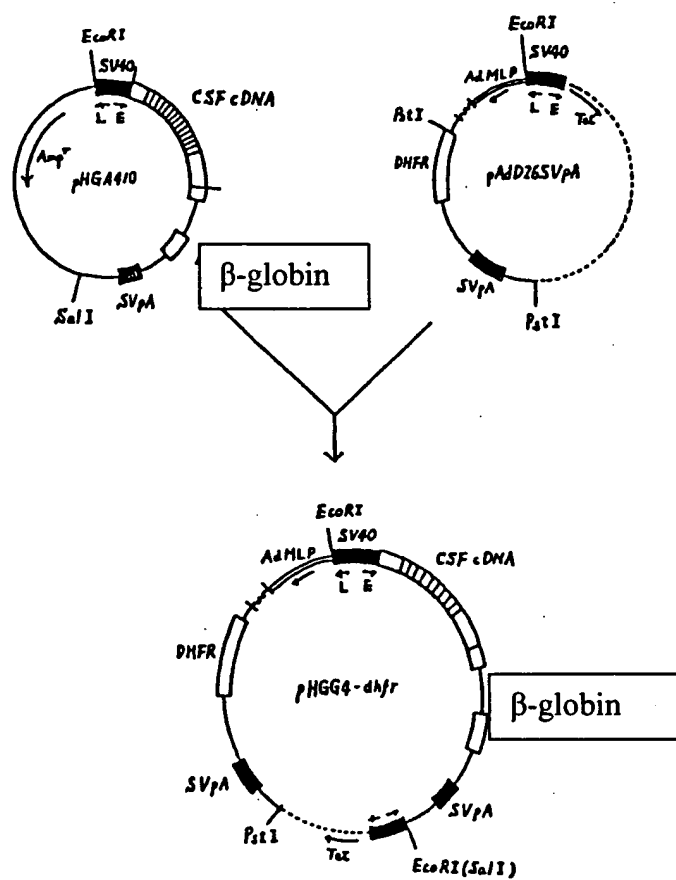 EcoRI
SV40
CSF cDNA
L E
Ampʳ
pHGA410
SalI
SVpA
β-globin
EcoRI
SV40
AdMLP
L E
Tet
PstI
DHFR
pAdD26SVpA
SVpA
PstI
EcoRI
SV40
AdMLP
L E
CSF cDNA
DHFR
pHGG4-dhfr
β-globin
SVpA
SVpA
PstI
Tet
EcoRI(SalI)